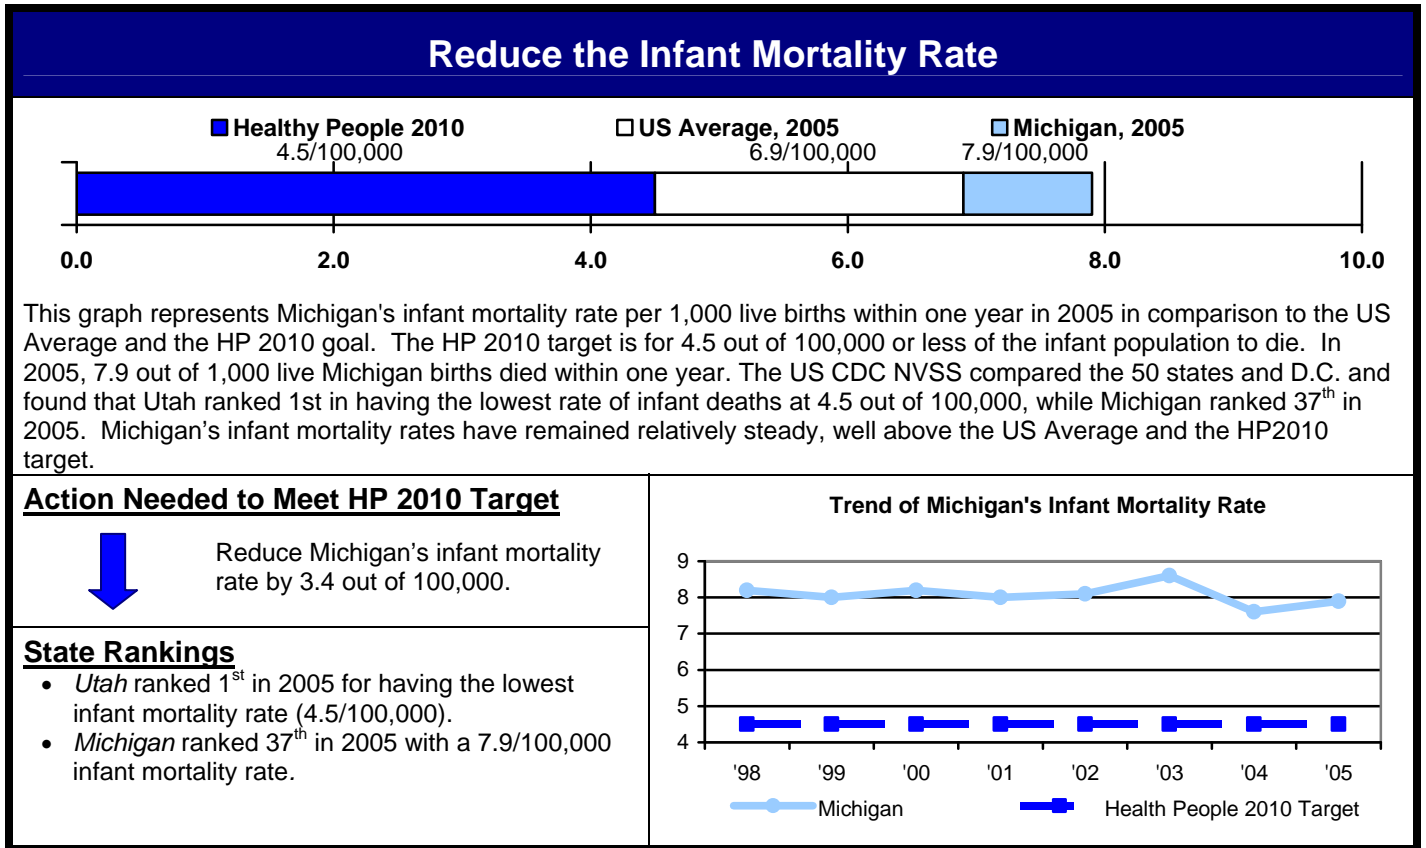 Reduce the Infant Mortality Rate
Healthy People 2010 US Average, 2005 Michigan, 2005
4.5/100,000 6.9/100,000 7.9/100,000
0.0 2.0 4.0 6.0 8.0 10.0
This graph represents Michigan's infant mortality rate per 1,000 live births within one year in 2005 in comparison to the US
Average and the HP 2010 goal.  The HP 2010 target is for 4.5 out of 100,000 or less of the infant population to die.  In
2005, 7.9 out of 1,000 live Michigan births died within one year. The US CDC NVSS compared the 50 states and D.C. and
found that Utah ranked 1st in having the lowest rate of infant deaths at 4.5 out of 100,000, while Michigan ranked 37th in
2005.  Michigan’s infant mortality rates have remained relatively steady, well above the US Average and the HP2010
target.
Action Needed to Meet HP 2010 Target
Reduce Michigan’s infant mortality
rate by 3.4 out of 100,000.
State Rankings
• Utah ranked 1st in 2005 for having the lowest
infant mortality rate (4.5/100,000).
• Michigan ranked 37th in 2005 with a 7.9/100,000
infant mortality rate.
Trend of Michigan's Infant Mortality Rate
9
8
7
6
5
4
'98 '99 '00 '01 '02 '03 '04 '05
Michigan Health People 2010 Target